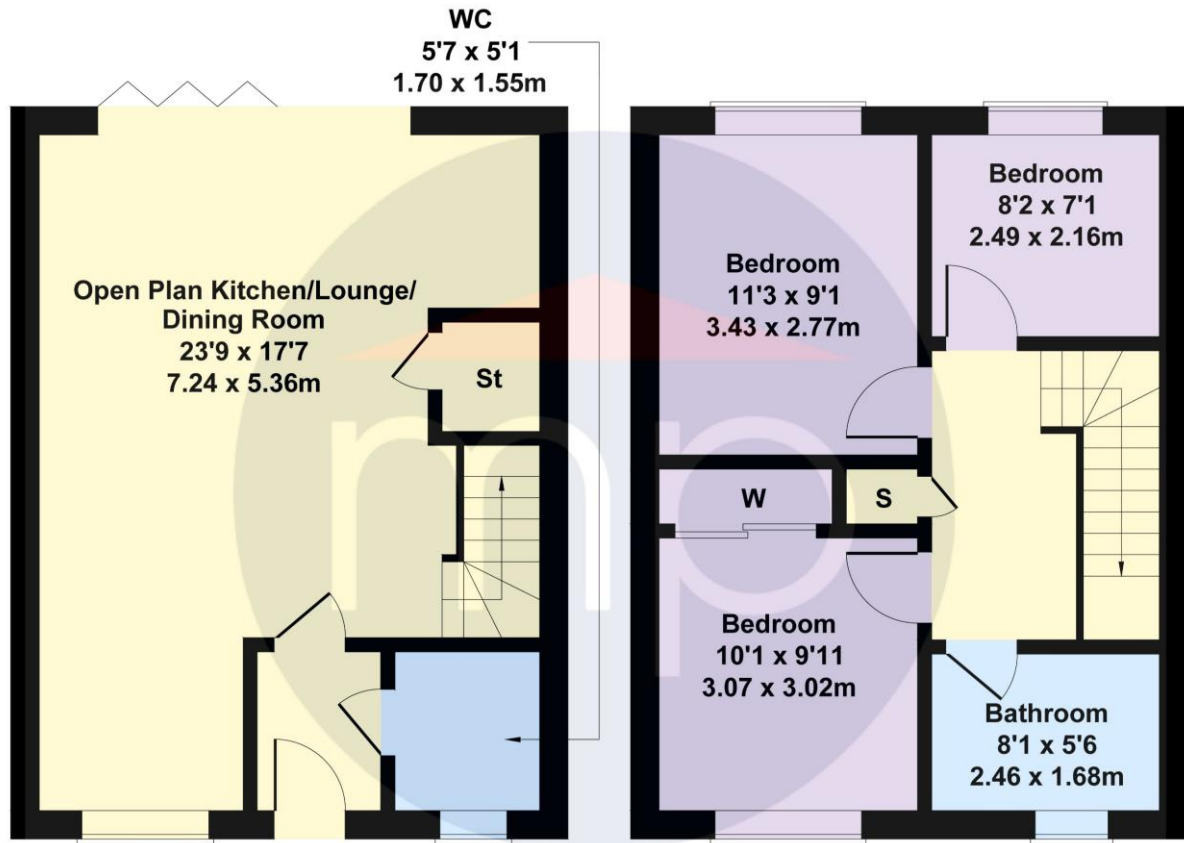 WC
5'7 x 5'1
1.70 x 1.55m
Open Plan Kitchen/Lounge/
Dining Room
23'9 x 17'7
7.24 x 5.36m
St
Bedroom
11'3 x 9'1
3.43 x 2.77m
Bedroom
8'2 x 7'1
2.49 x 2.16m
W
S
Bedroom
10'1 x 9'11
3.07 x 3.02m
Bathroom
8'1 x 5'6
2.46 x 1.68m
mp